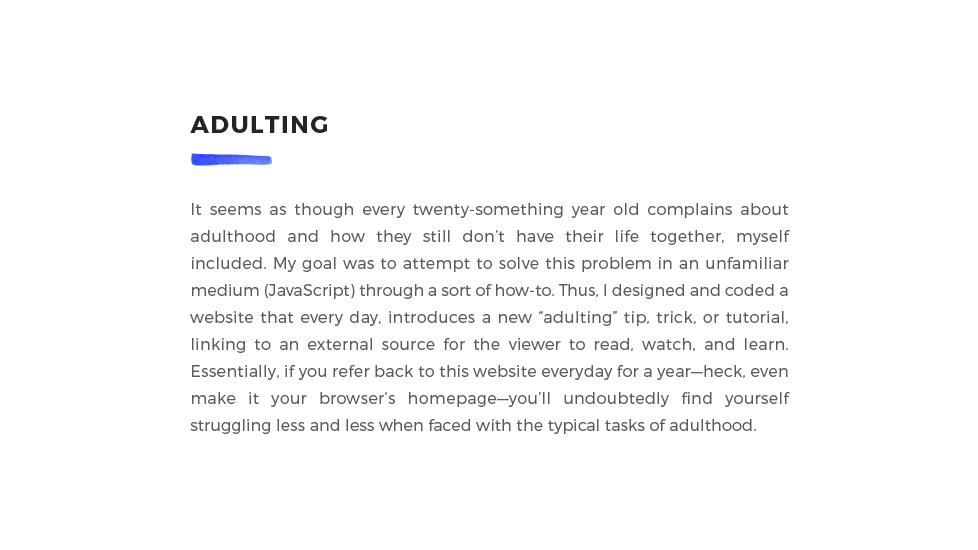 ADULTING
It seems as though every twenty-something year old complains about
adulthood and how they still don’t have their life together, myself
included. My goal was to attempt to solve this problem in an unfamiliar
medium (JavaScript) through a sort of how-to. Thus, I designed and coded a
website that every day, introduces a new “adulting” tip, trick, or tutorial,
linking to an external source for the viewer to read, watch, and learn.
Essentially, if you refer back to this website everyday for a year—heck, even
make it your browser’s homepage—you’ll undoubtedly find yourself
struggling less and less when faced with the typical tasks of adulthood.